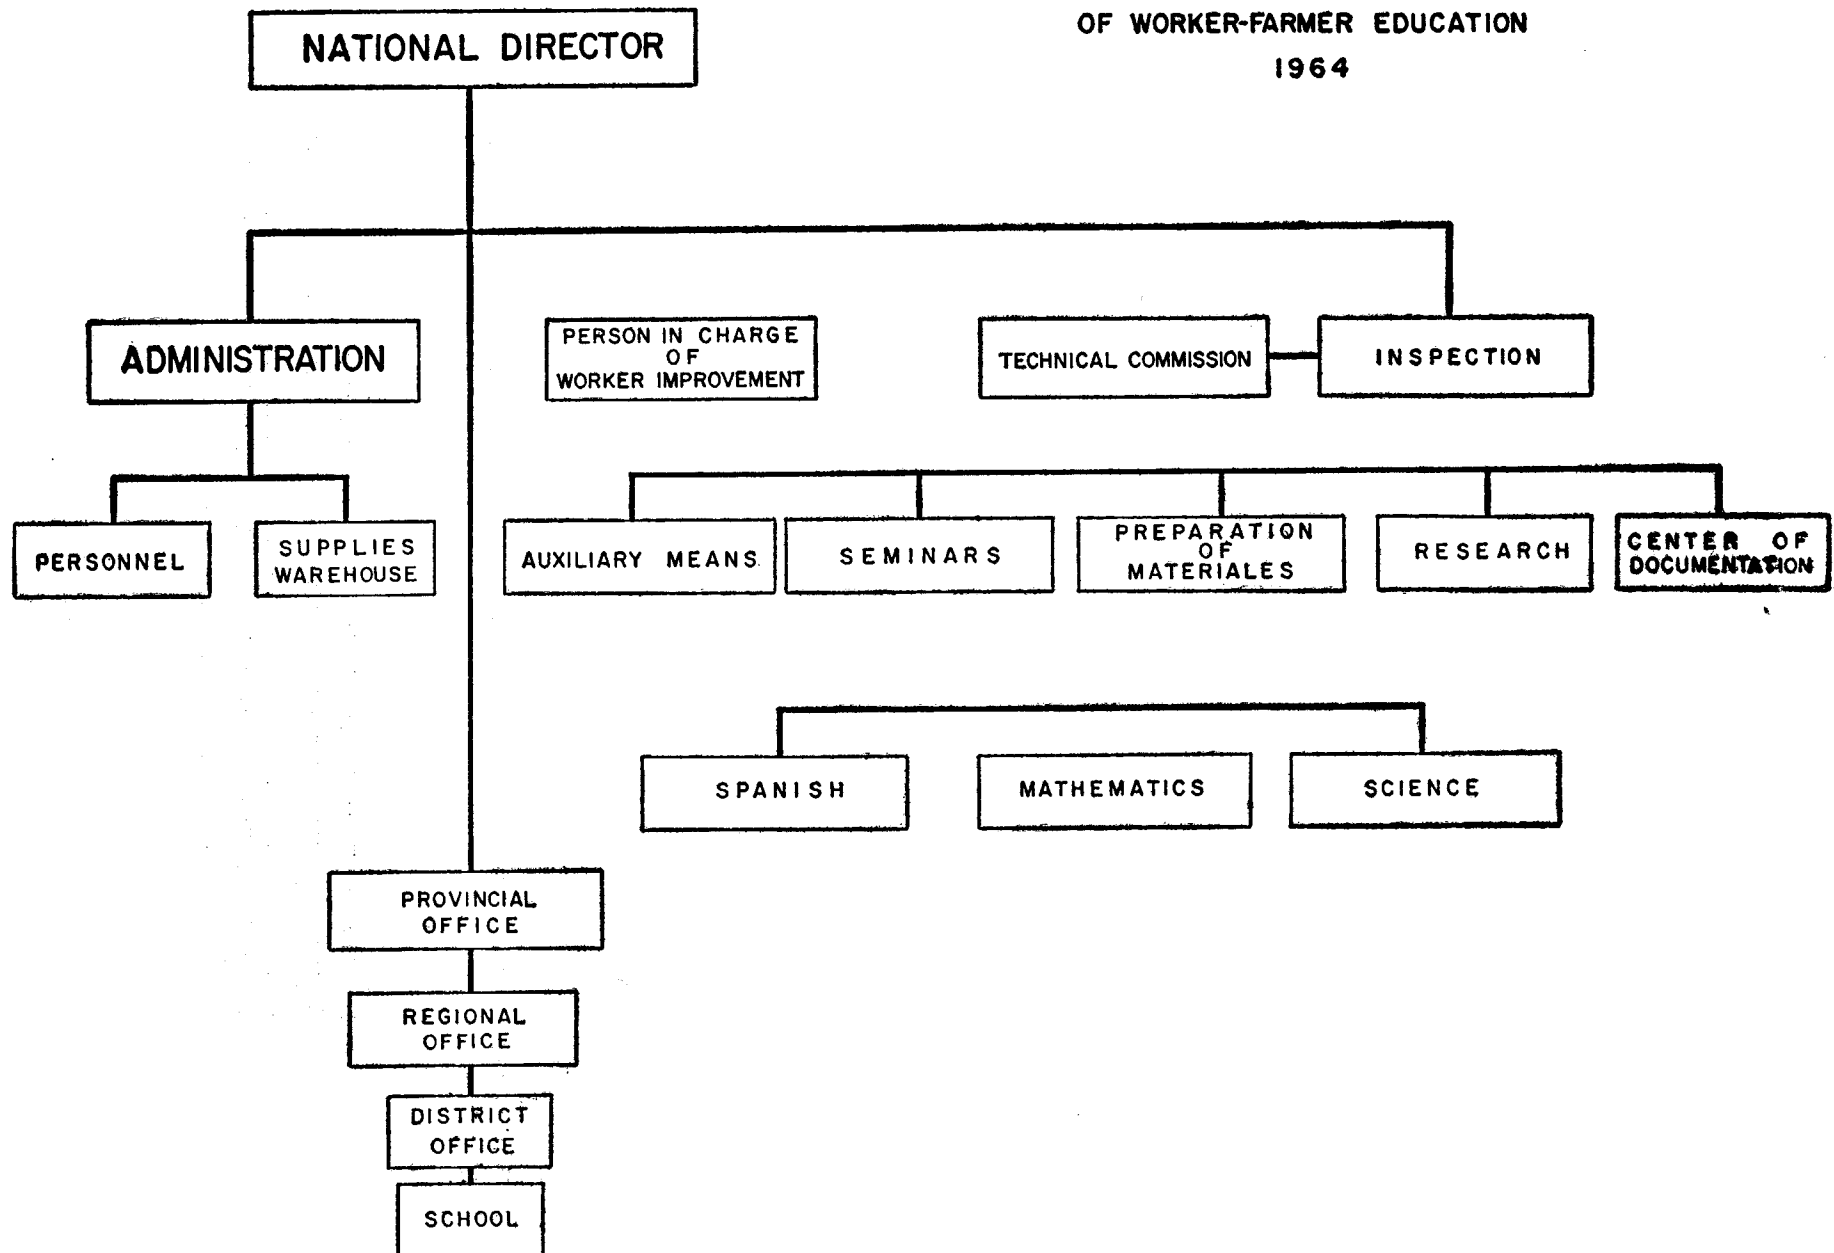 OF WORKER-FARMER EDUCATION
1964
NATIONAL DIRECTOR
ADMINISTRATION
PERSON IN CHARGE
OF
WORKER IMPROVEMENT
TECHNICAL COMMISSION
INSPECTION
PERSONNEL
SUPPLIES
WAREHOUSE
AUXILIARY MEANS
SEMINARS
PREPARATION
OF
MATERIALES
RESEARCH
CENTER OF
DOCUMENTATION
SPANISH
MATHEMATICS
SCIENCE
PROVINCIAL
OFFICE
REGIONAL
OFFICE
DISTRICT
OFFICE
SCHOOL